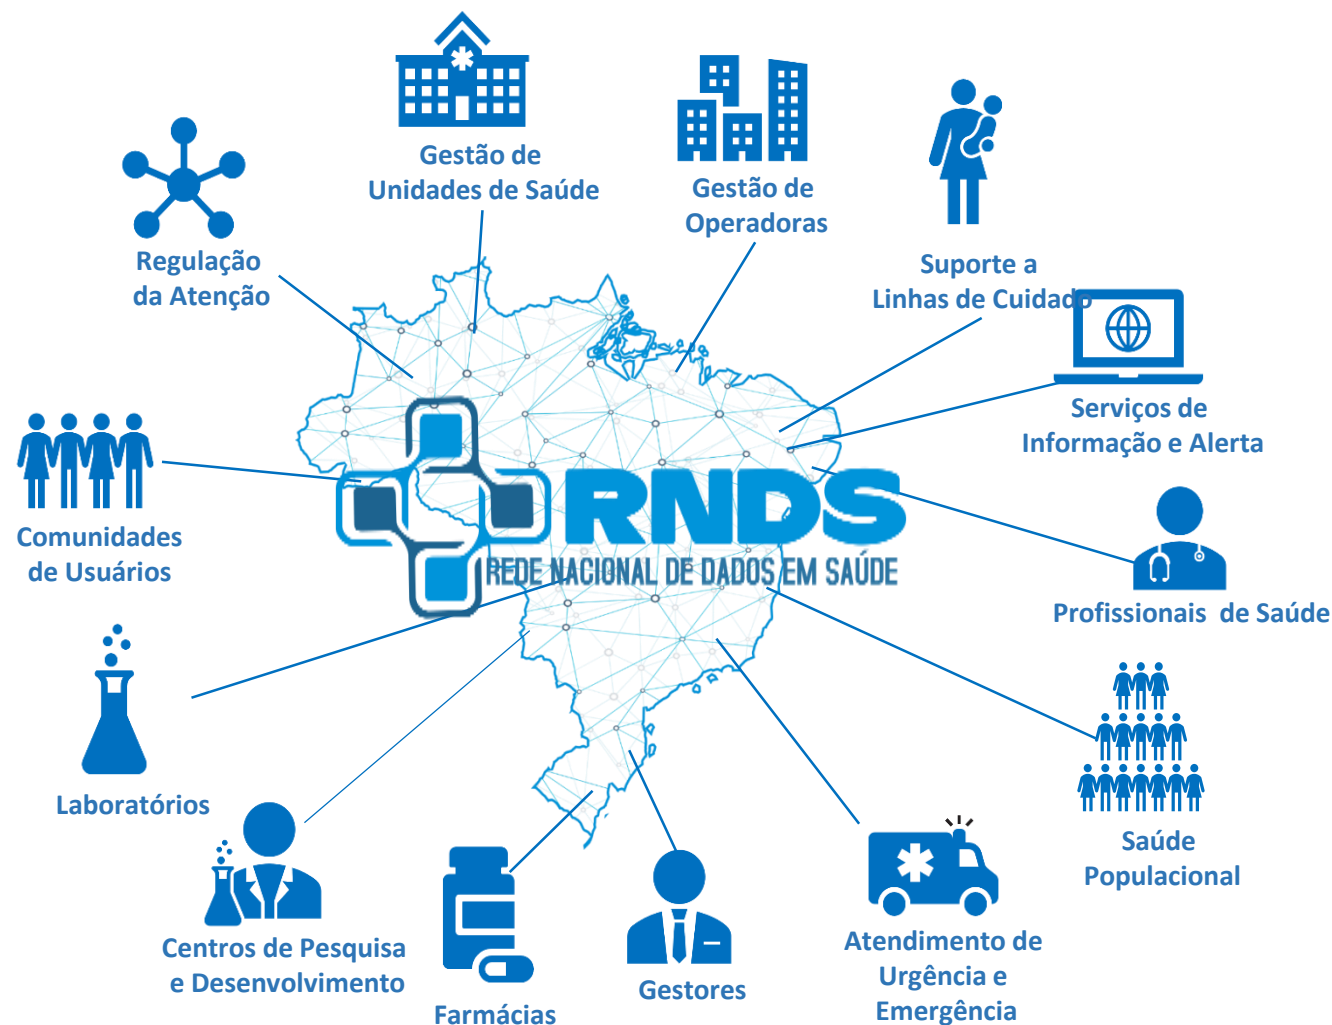 Gestão de
Unidades de Saúde
Gestão de
Operadoras
Regulação
da Atenção
Suporte a
Linhas de Cuidado
Serviços de
Informação e Alerta
Comunidades
de Usuários
RNDS
REDE NACIONAL DE DADOS EM SAÚDE
Profissionais de Saúde
Laboratórios
Saúde
Populacional
Centros de Pesquisa
e Desenvolvimento
Farmácias
Gestores
Atendimento de
Urgência e
Emergência